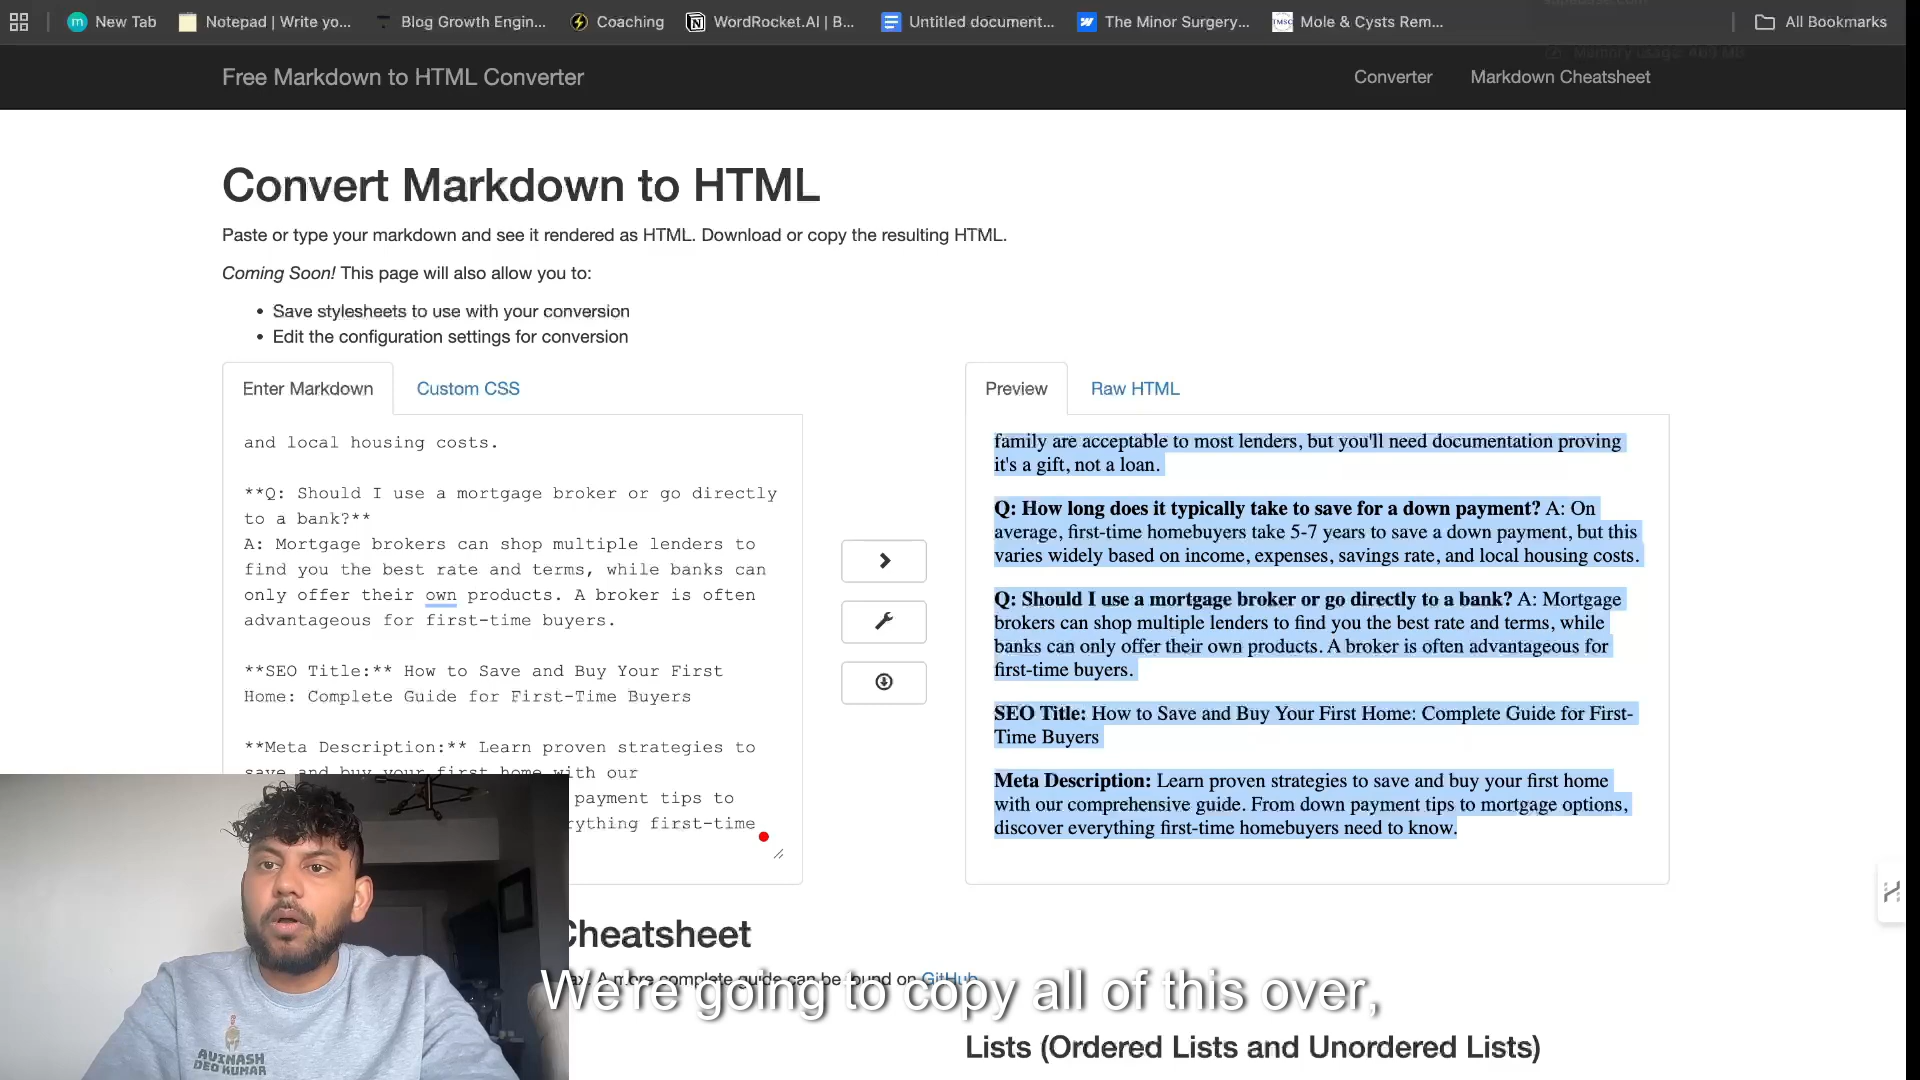 New Tab
Notepad | Write yo...
Blog Growth Engin...
Coaching
WordRocket.AI | B...
Untitled document...
The Minor Surgery...
Mole & Cysts Rem...
All Bookmarks
Free Markdown to HTML Converter
Converter
Markdown Cheatsheet
Convert Markdown to HTML
Paste or type your markdown and see it rendered as HTML. Download or copy the resulting HTML.
Coming Soon! This page will also allow you to:
• Save stylesheets to use with your conversion
• Edit the configuration settings for conversion
Enter Markdown
Custom CSS
and local housing costs.
**Q: Should I use a mortgage broker or go directly
to a bank?**
A: Mortgage brokers can shop multiple lenders to
find you the best rate and terms, while banks can
only offer their own products. A broker is often
advantageous for first-time buyers.
**SEO Title:** How to Save and Buy Your First
Home: Complete Guide for First-Time Buyers
**Meta Description:** Learn proven strategies to
save and buy your first home with our
payment tips to
rything first-time
Preview
Raw HTML
family are acceptable to most lenders, but you'll need documentation proving
it's a gift, not a loan.
Q: How long does it typically take to save for a down payment? A: On
average, first-time homebuyers take 5-7 years to save a down payment, but this
varies widely based on income, expenses, savings rate, and local housing costs.
Q: Should I use a mortgage broker or go directly to a bank? A: Mortgage
brokers can shop multiple lenders to find you the best rate and terms, while
banks can only offer their own products. A broker is often advantageous for
first-time buyers.
SEO Title: How to Save and Buy Your First Home: Complete Guide for First-
Time Buyers
Meta Description: Learn proven strategies to save and buy your first home
with our comprehensive guide. From down payment tips to mortgage options,
discover everything first-time homebuyers need to know.
Cheatsheet
A more complete guide can be found on GitHub
We're going to copy all of this over,
Lists (Ordered Lists and Unordered Lists)
AVINASH
DEO KUMAR